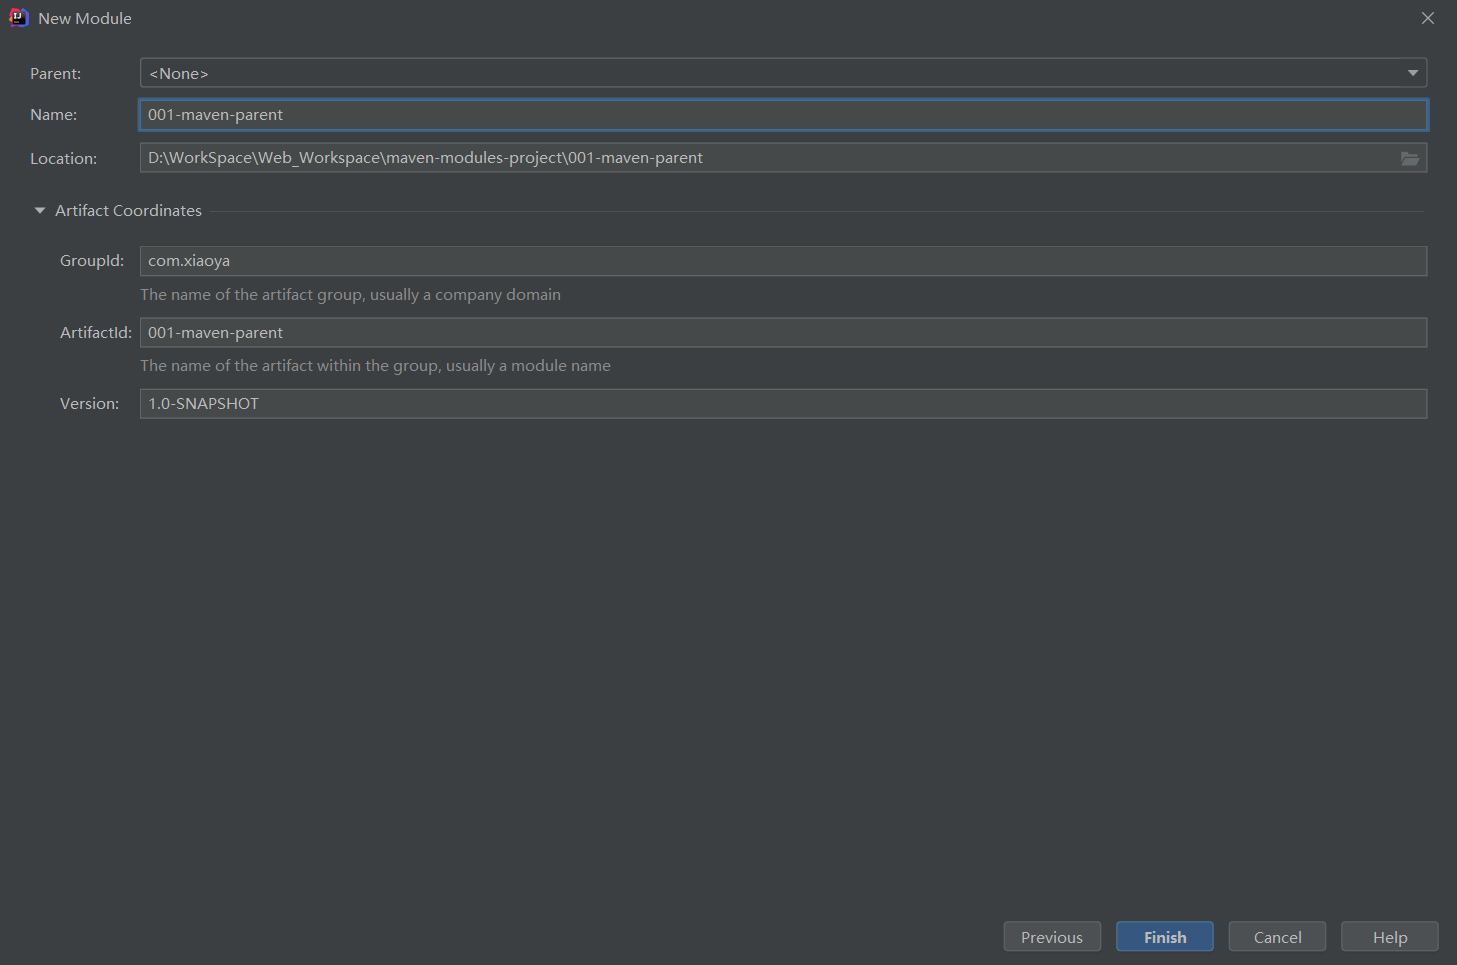 New Module
Parent: <None>
Name: 001-maven-parent
Location: D:\WorkSpace\Web_Workspace\maven-modules-project\001-maven-parent
Artifact Coordinates
GroupId: com.xiaoya
The name of the artifact group, usually a company domain
ArtifactId: 001-maven-parent
The name of the artifact within the group, usually a module name
Version: 1.0-SNAPSHOT
Previous Finish Cancel Help